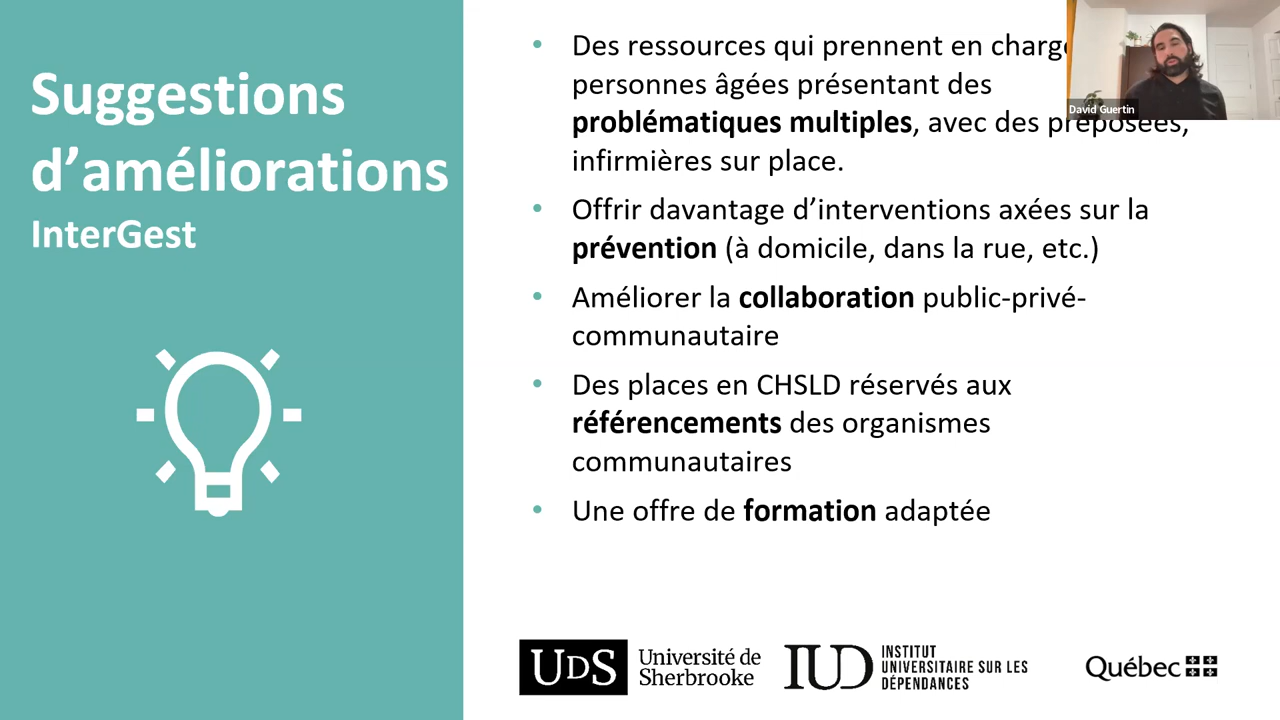 Suggestions
d’améliorations
InterGest
• Des ressources qui prennent en charge
personnes âgées présentant des
problématiques multiples, avec des préposées,
infirmières sur place.
• Offrir davantage d’interventions axées sur la
prévention (à domicile, dans la rue, etc.)
• Améliorer la collaboration public-privé-
communautaire
• Des places en CHSLD réservés aux
référencements des organismes
communautaires
• Une offre de formation adaptée
David Guertin
UDS Université de
Sherbrooke
IUD INSTITUT
UNIVERSITAIRE SUR LES
DÉPENDANCES
Québec